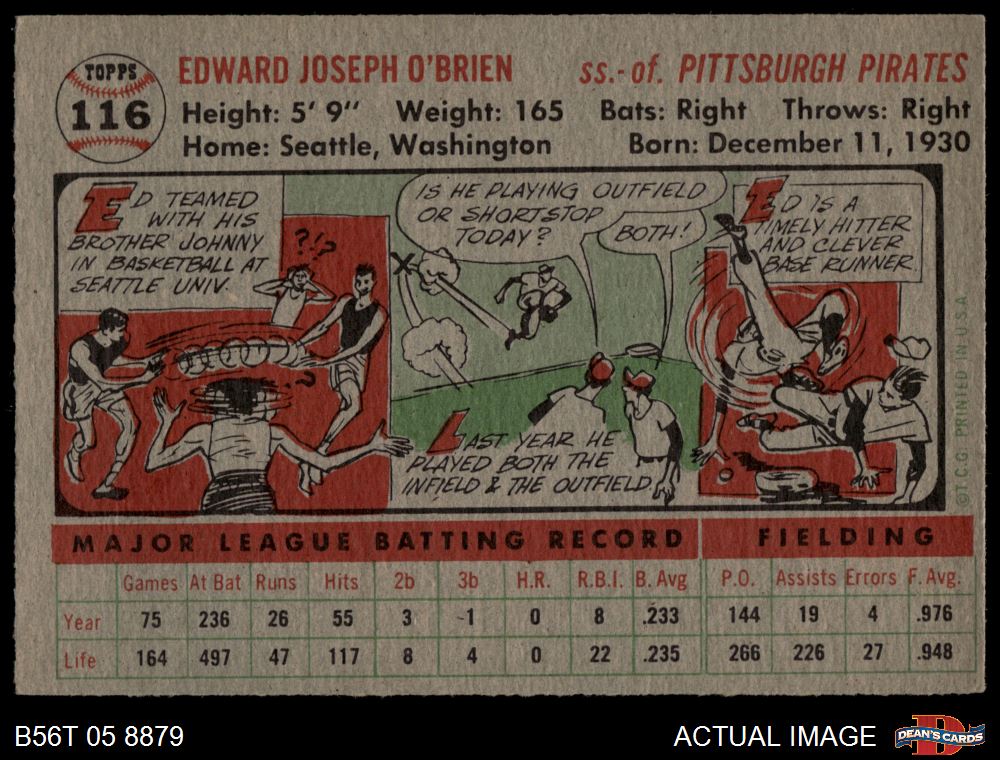 TOPPS
116
EDWARD JOSEPH O'BRIEN ss.-of. PITTSBURGH PIRATES
Height: 5' 9" Weight: 165 Bats: Right Throws: Right
Home: Seattle, Washington Born: December 11, 1930
ED TEAMED
WITH HIS
BROTHER JOHNNY
IN BASKETBALL AT
SEATTLE UNIV.
?!?
?
IS HE PLAYING OUTFIELD
OR SHORTSTOP
TODAY?
BOTH!
LAST YEAR HE
PLAYED BOTH THE
INFIELD & THE OUTFIELD.
ED IS A
TIMELY HITTER
AND CLEVER
BASE RUNNER.
©T.C.G. PRINTED IN U.S.A.
MAJOR LEAGUE BATTING RECORD FIELDING
Games At Bat Runs Hits 2b 3b H.R. R.B.I. B. Avg P.O. Assists Errors F. Avg.
Year 75 236 26 55 3 -1 0 8 .233 144 19 4 .976
Life 164 497 47 117 8 4 0 22 .235 266 226 27 .948
B56T 05 8879 ACTUAL IMAGE
D
DEAN'S CARDS